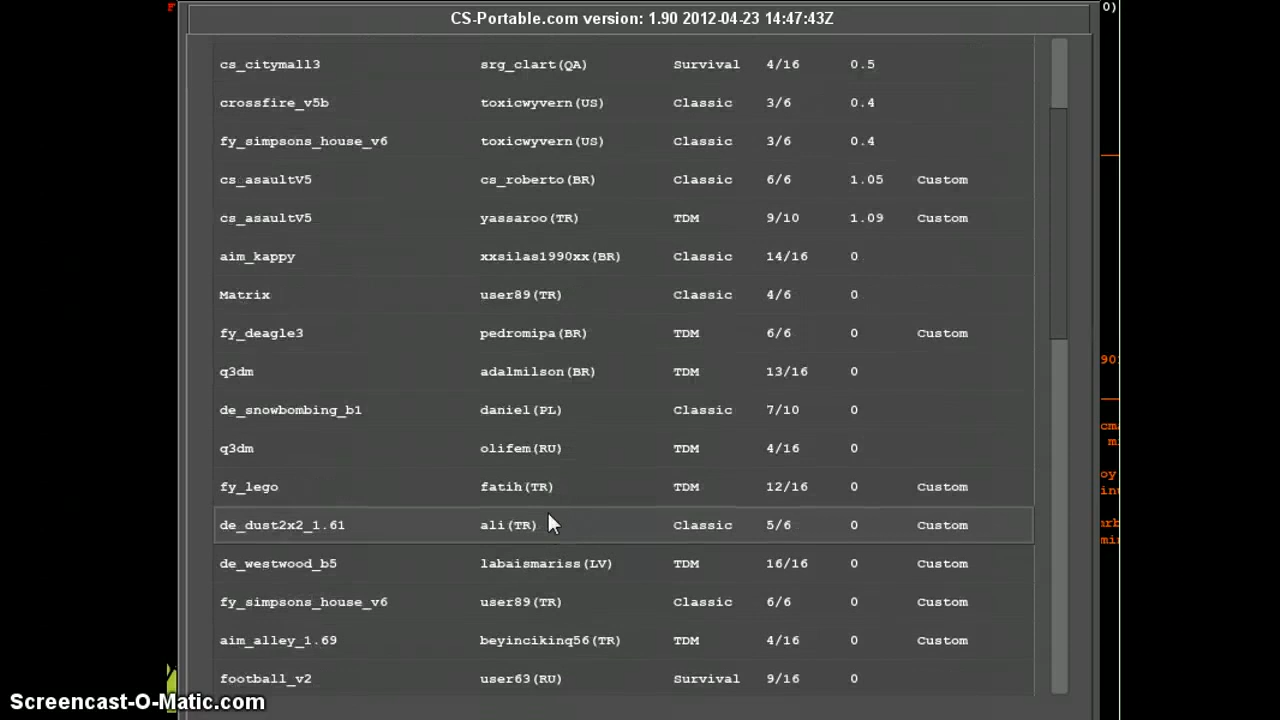 CS-Portable.com version: 1.90 2012-04-23 14:47:43Z
0)
cs_citymall3 srg_clart(QA) Survival 4/16 0.5
crossfire_v5b toxicwyvern(US) Classic 3/6 0.4
fy_simpsons_house_v6 toxicwyvern(US) Classic 3/6 0.4
cs_asaultV5 cs_roberto(BR) Classic 6/6 1.05 Custom
cs_asaultV5 yassaroo(TR) TDM 9/10 1.09 Custom
aim_kappy xxsilas1990xx(BR) Classic 14/16 0
Matrix user89(TR) Classic 4/6 0
fy_deagle3 pedromipa(BR) TDM 6/6 0 Custom
q3dm adalmilson(BR) TDM 13/16 0
de_snowbombing_b1 daniel(PL) Classic 7/10 0
q3dm olifem(RU) TDM 4/16 0
fy_lego fatih(TR) TDM 12/16 0 Custom
de_dust2x2_1.61 ali(TR) Classic 5/6 0 Custom
de_westwood_b5 labaismariss(LV) TDM 16/16 0 Custom
fy_simpsons_house_v6 user89(TR) Classic 6/6 0 Custom
aim_alley_1.69 beyincikinq56(TR) TDM 4/16 0 Custom
football_v2 user63(RU) Survival 9/16 0
Screencast-O-Matic.com